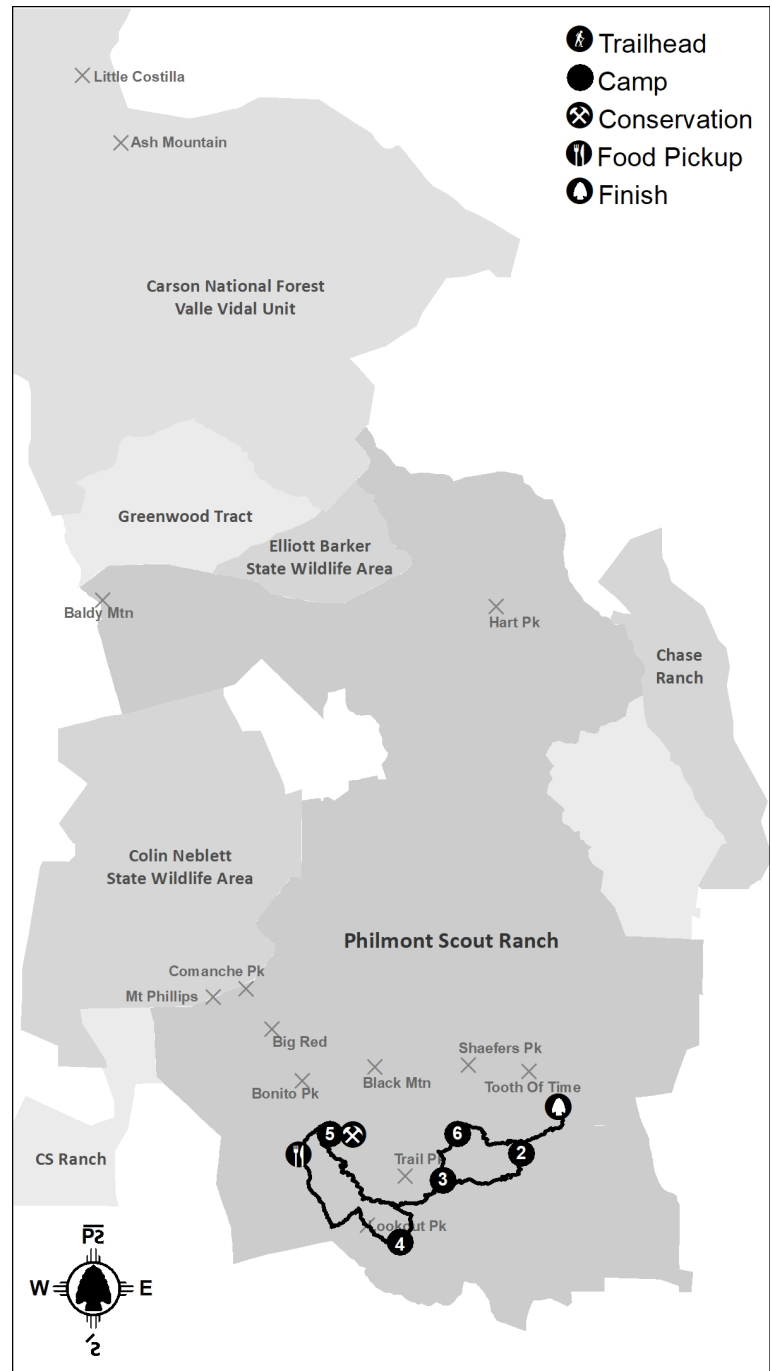 Trailhead
Camp
Conservation
Food Pickup
Finish
Little Costilla
Ash Mountain
Carson National Forest
Valle Vidal Unit
Greenwood Tract
Elliott Barker
State Wildlife Area
Baldy Mtn
Hart Pk
Chase
Ranch
Colin Neblett
State Wildlife Area
Philmont Scout Ranch
Comanche Pk
Mt Phillips
Big Red
Shaefers Pk
Black Mtn
Tooth Of Time
Bonito Pk
5
6
2
CS Ranch
Trail Pk
3
Lookout Pk
4
W
E